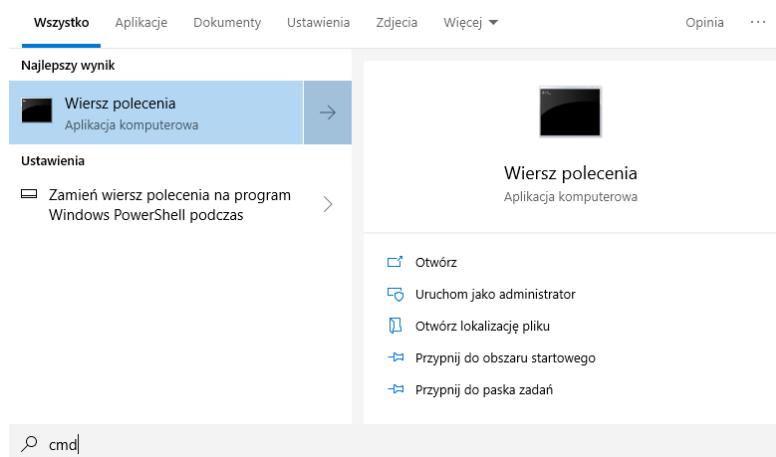 Wszystko Aplikacje Dokumenty Ustawienia Zdjecia Więcej Opinia ...
Najlepszy wynik
Wiersz polecenia
Aplikacja komputerowa
Ustawienia
Zamień wiersz polecenia na program
Windows PowerShell podczas
Wiersz polecenia
Aplikacja komputerowa
Otwórz
Uruchom jako administrator
Otwórz lokalizację pliku
Przypnij do obszaru startowego
Przypnij do paska zadań
cmd